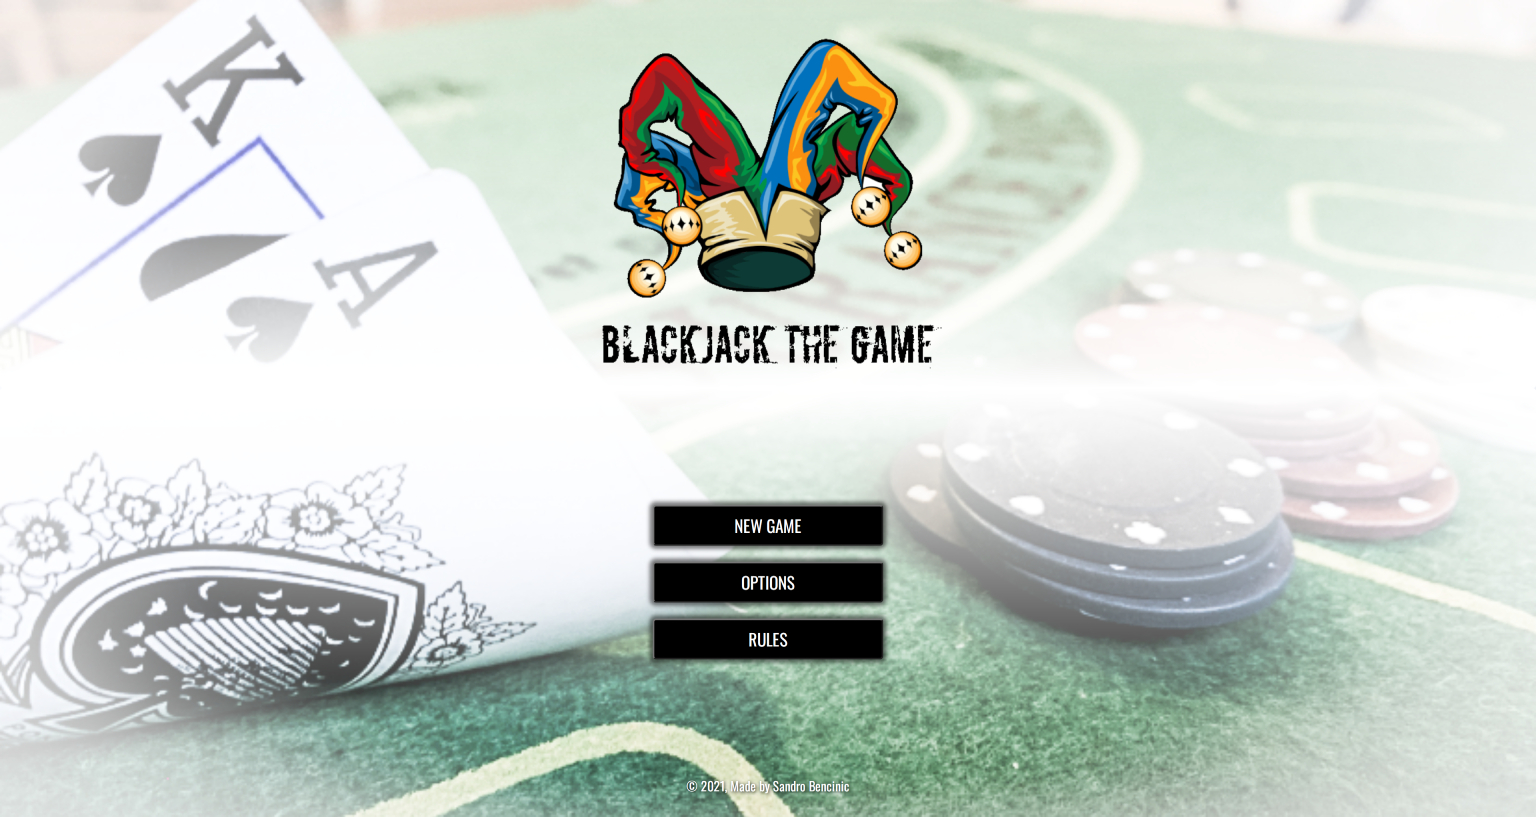 K
A
BLACKJACK THE GAME
NEW GAME
OPTIONS
RULES
© 2021, Made by Sandro Bencinic